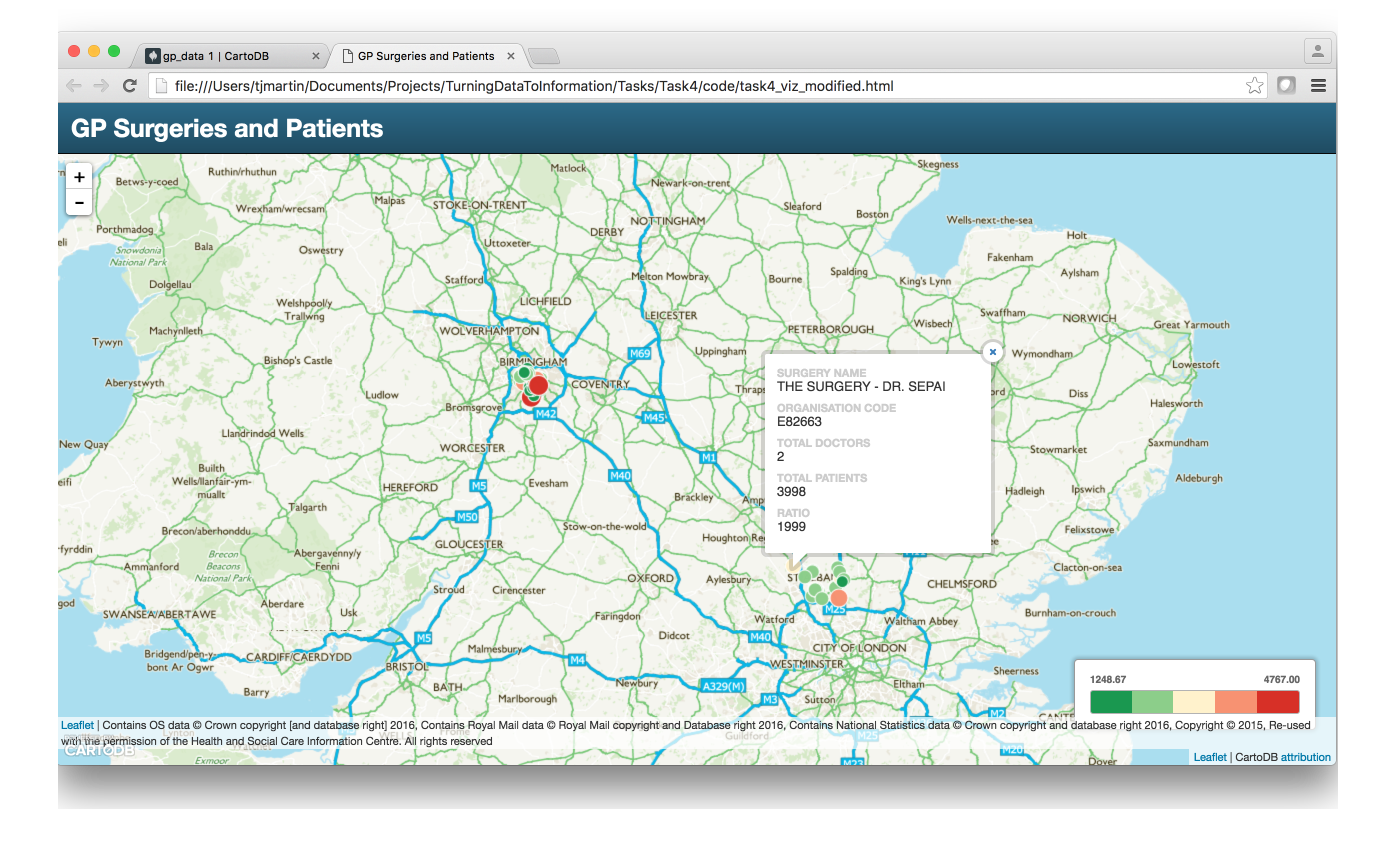 gp_data 1 | CartoDB
GP Surgeries and Patients
file:///Users/tjmartin/Documents/Projects/TurningDataToInformation/Tasks/Task4/code/task4_viz_modified.html
GP Surgeries and Patients
+
-
Skegness
Matlock
Ruthin/rhuthun
Betws-y-coed
Newark-on-trent
Malpas
STOKE-ON-TRENT
Wrexham/wrecsam
Sleaford
Boston
NOTTINGHAM
Wells-next-the-sea
Porthmadog
DERBY
Holt
eli
Snowdonia
National Park
Bala
Oswestry
Uttoxeter
Fakenham
Aylsham
Dolgellau
Stafford
Melton Mowbray
Bourne
Spalding
King's Lynn
Welshpool/y
Trallwng
LICHFIELD
LEICESTER
Swaffham
NORWICH
Great Yarmouth
Machynlleth
WOLVERHAMPTON
PETERBOROUGH
Wisbech
Tywyn
M69
Uppingham
Wymondham
Bishop's Castle
BIRMINGHAM
Lowestoft
Aberystwyth
COVENTRY
Thraps
ord
Diss
Ludlow
Halesworth
Bromsgrove
M42
M45
SURGERY NAME
THE SURGERY - DR. SEPAI
ORGANISATION CODE
E82663
TOTAL DOCTORS
2
TOTAL PATIENTS
3998
RATIO
1999
Llandrindod Wells
New Quay
WORCESTER
M1
Saxmundham
Stowmarket
Builth
Wells/llanfair-ym-
muallt
eifi
HEREFORD
M5
Evesham
M40
Aldeburgh
Brackley
Amp
Hadleigh
Ipswich
Talgarth
M50
Brecon/aberhonddu
Stow-on-the-wold
Felixstowe
Houghton Re
ee
GLOUCESTER
fyrddin
Brecon
Beacons
National Park
Abergavenny/y
Fenni
Ammanford
Clacton-on-sea
OXFORD
Aylesbury
CHELMSFORD
Stroud
Cirencester
god
SWANSEA/ABERTAWE
Aberdare
Usk
M25
Burnham-on-crouch
Faringdon
Watford
Waltham Abbey
M5
Didcot
M40
Bridgend/pen-y-
bont Ar Ogwr
CARDIFF/CAERDYDD
Malmesbury
CITY OF LONDON
BRISTOL
M4
WESTMINSTER
Sheerness
BATH
Newbury
A329(M)
Eltham
Barry
Marlborough
M3
Sutton
M2
CANTE
1248.67
4767.00
Leaflet | Contains OS data © Crown copyright [and database right] 2016, Contains Royal Mail data © Royal Mail copyright and Database right 2016, Contains National Statistics data © Crown copyright and database right 2016, Copyright © 2015, Re-used
with the permission of the Health and Social Care Information Centre. All rights reserved
CARTODB
Lynton
WELLS
Frome
Guildford
M25
M20
Exmoor
M23
Dover
Leaflet | CartoDB attribution